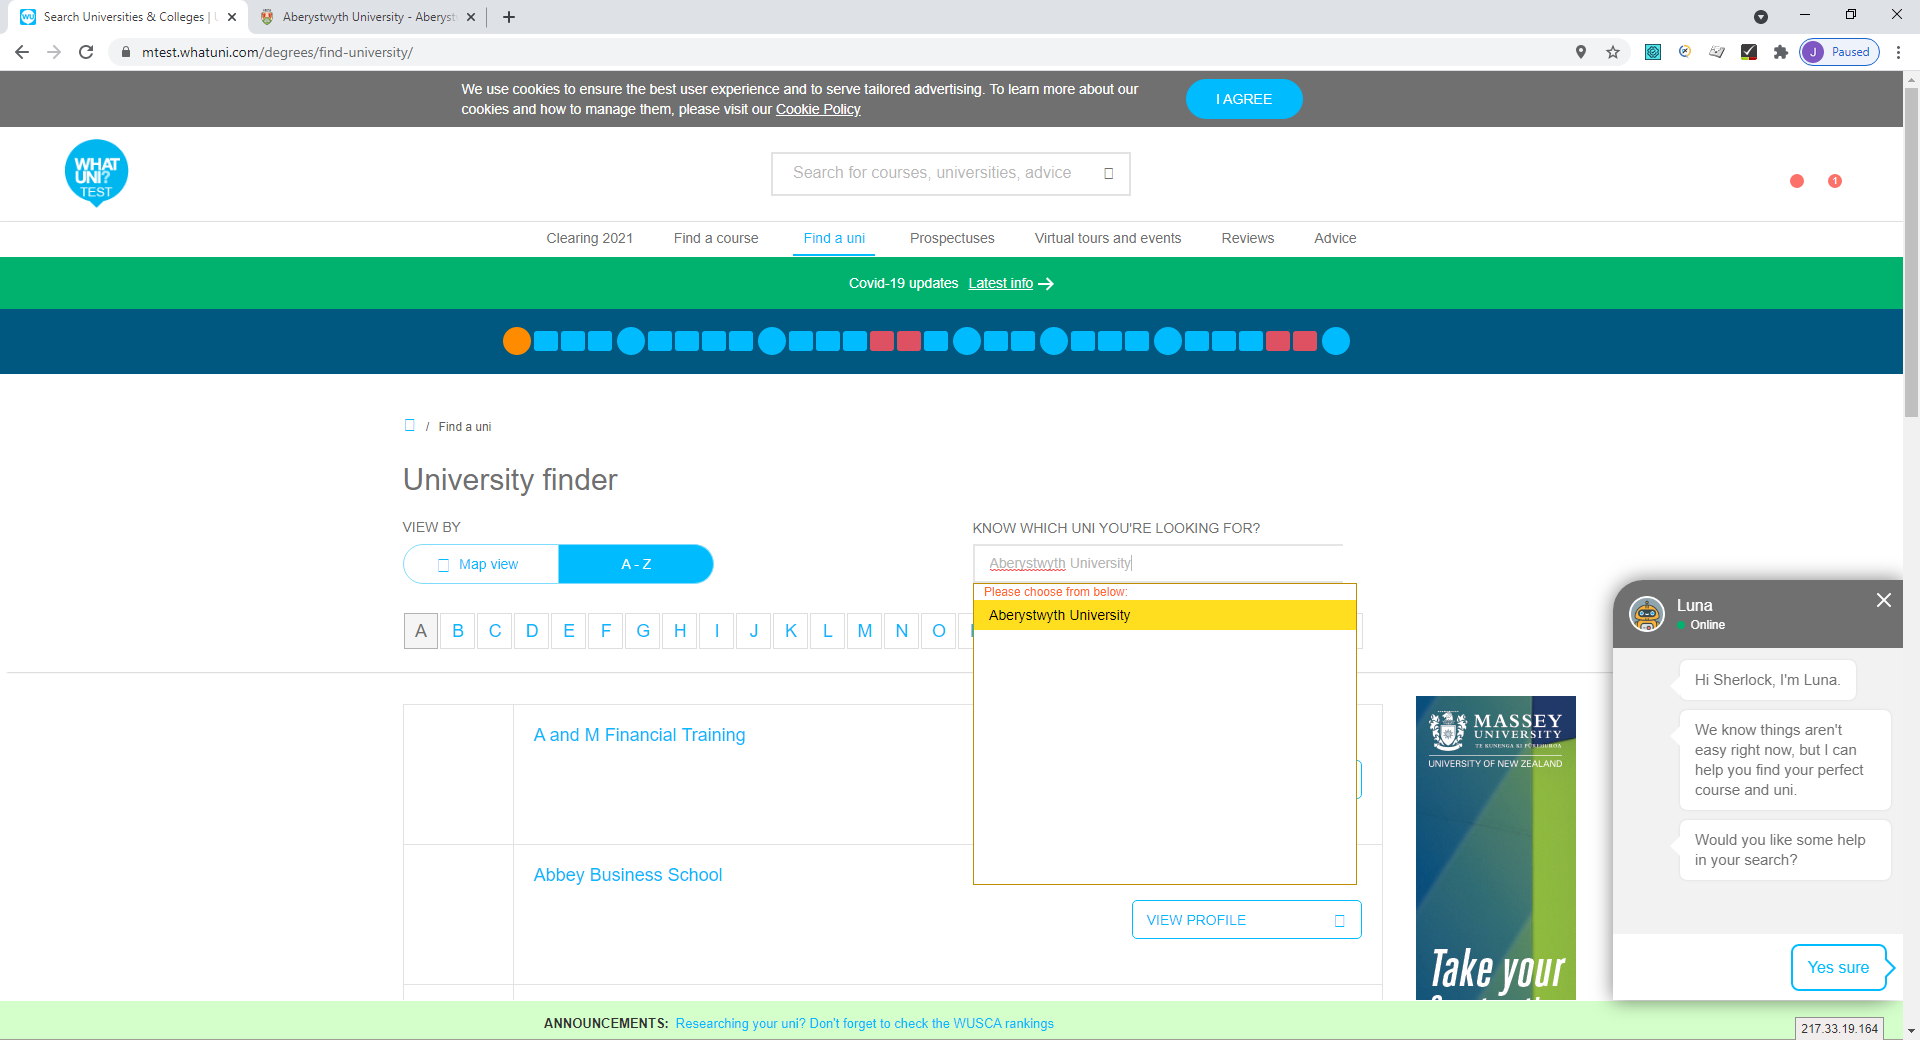 Search Universities & Colleges |
Aberystwyth University - Aberyst
mtest.whatuni.com/degrees/find-university/
J Paused
We use cookies to ensure the best user experience and to serve tailored advertising. To learn more about our
cookies and how to manage them, please visit our Cookie Policy
I AGREE
WHAT
UNI?
TEST
Search for courses, universities, advice
1
Clearing 2021
Find a course
Find a uni
Prospectuses
Virtual tours and events
Reviews
Advice
Covid-19 updates Latest info
/ Find a uni
University finder
VIEW BY
Map view
A - Z
KNOW WHICH UNI YOU'RE LOOKING FOR?
Aberystwyth University
Please choose from below:
Aberystwyth University
A B C D E F G H I J K L M N O
A and M Financial Training
Abbey Business School
VIEW PROFILE
MASSEY
UNIVERSITY
TE KUNENGA KI PŪREHUROA
UNIVERSITY OF NEW ZEALAND
Take your
Luna
Online
Hi Sherlock, I'm Luna.
We know things aren't
easy right now, but I can
help you find your perfect
course and uni.
Would you like some help
in your search?
Yes sure
ANNOUNCEMENTS: Researching your uni? Don't forget to check the WUSCA rankings
217.33.19.164